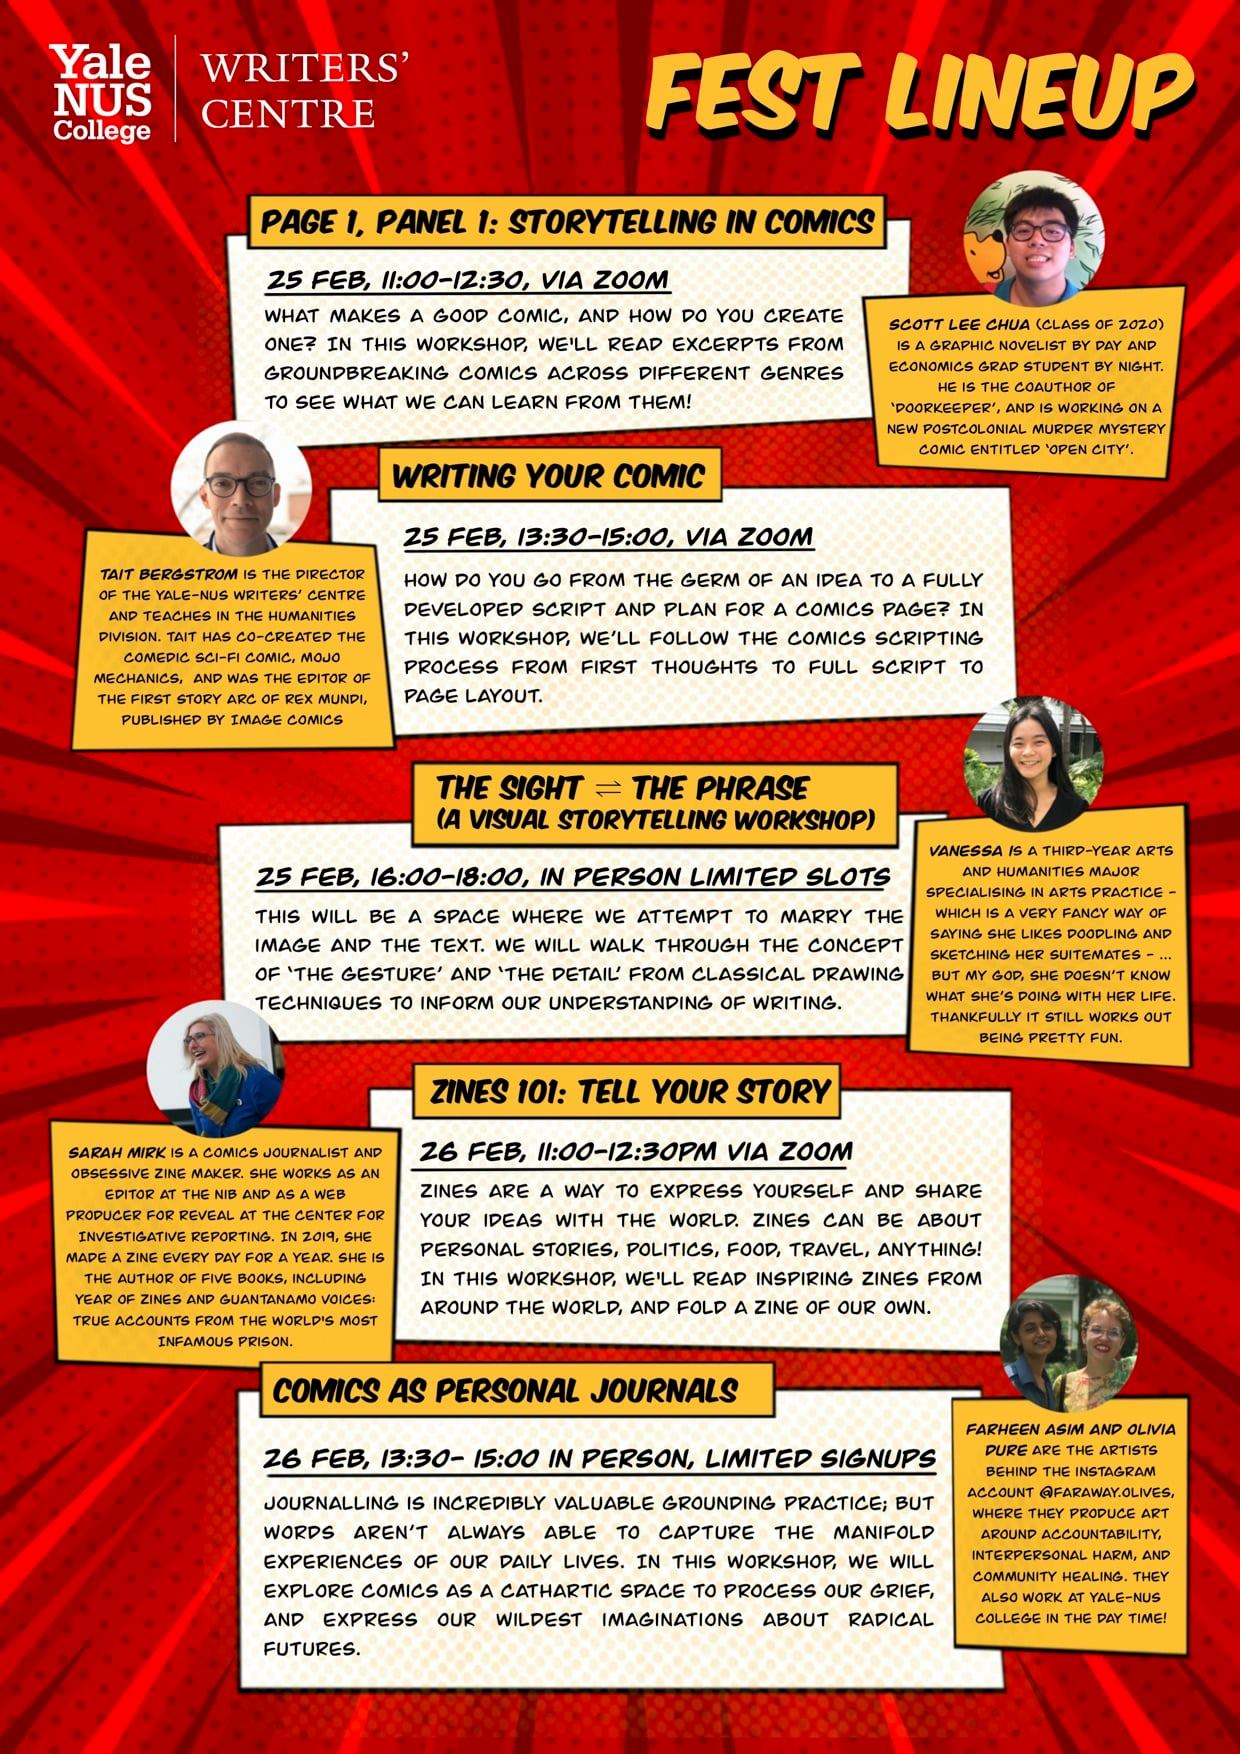 Yale
NUS
College
WRITERS'
CENTRE
FEST LINEUP
PAGE 1, PANEL 1: STORYTELLING IN COMICS
25 FEB, 11:00-12:30, VIA ZOOM
WHAT MAKES A GOOD COMIC, AND HOW DO YOU CREATE
ONE? IN THIS WORKSHOP, WE'LL READ EXCERPTS FROM
GROUNDBREAKING COMICS ACROSS DIFFERENT GENRES
TO SEE WHAT WE CAN LEARN FROM THEM!
SCOTT LEE CHUA (CLASS OF 2020)
IS A GRAPHIC NOVELIST BY DAY AND
ECONOMICS GRAD STUDENT BY NIGHT.
HE IS THE COAUTHOR OF
'DOORKEEPER', AND IS WORKING ON A
NEW POSTCOLONIAL MURDER MYSTERY
COMIC ENTITLED 'OPEN CITY'.
WRITING YOUR COMIC
25 FEB, 13:30-15:00, VIA ZOOM
HOW DO YOU GO FROM THE GERM OF AN IDEA TO A FULLY
DEVELOPED SCRIPT AND PLAN FOR A COMICS PAGE? IN
THIS WORKSHOP, WE'LL FOLLOW THE COMICS SCRIPTING
PROCESS FROM FIRST THOUGHTS TO FULL SCRIPT TO
PAGE LAYOUT.
TAIT BERGSTROM IS THE DIRECTOR
OF THE YALE-NUS WRITERS' CENTRE
AND TEACHES IN THE HUMANITIES
DIVISION. TAIT HAS CO-CREATED THE
COMEDIC SCI-FI COMIC, MOJO
MECHANICS, AND WAS THE EDITOR OF
THE FIRST STORY ARC OF REX MUNDI,
PUBLISHED BY IMAGE COMICS
THE SIGHT ⇌ THE PHRASE
(A VISUAL STORYTELLING WORKSHOP)
25 FEB, 16:00-18:00, IN PERSON LIMITED SLOTS
THIS WILL BE A SPACE WHERE WE ATTEMPT TO MARRY THE
IMAGE AND THE TEXT. WE WILL WALK THROUGH THE CONCEPT
OF 'THE GESTURE' AND 'THE DETAIL' FROM CLASSICAL DRAWING
TECHNIQUES TO INFORM OUR UNDERSTANDING OF WRITING.
VANESSA IS A THIRD-YEAR ARTS
AND HUMANITIES MAJOR
SPECIALISING IN ARTS PRACTICE -
WHICH IS A VERY FANCY WAY OF
SAYING SHE LIKES DOODLING AND
SKETCHING HER SUITEMATES - ...
BUT MY GOD, SHE DOESN'T KNOW
WHAT SHE'S DOING WITH HER LIFE.
THANKFULLY IT STILL WORKS OUT
BEING PRETTY FUN.
ZINES 101: TELL YOUR STORY
26 FEB, 11:00-12:30PM VIA ZOOM
ZINES ARE A WAY TO EXPRESS YOURSELF AND SHARE
YOUR IDEAS WITH THE WORLD. ZINES CAN BE ABOUT
PERSONAL STORIES, POLITICS, FOOD, TRAVEL, ANYTHING!
IN THIS WORKSHOP, WE'LL READ INSPIRING ZINES FROM
AROUND THE WORLD, AND FOLD A ZINE OF OUR OWN.
SARAH MIRK IS A COMICS JOURNALIST AND
OBSESSIVE ZINE MAKER. SHE WORKS AS AN
EDITOR AT THE NIB AND AS A WEB
PRODUCER FOR REVEAL AT THE CENTER FOR
INVESTIGATIVE REPORTING. IN 2019, SHE
MADE A ZINE EVERY DAY FOR A YEAR. SHE IS
THE AUTHOR OF FIVE BOOKS, INCLUDING
YEAR OF ZINES AND GUANTANAMO VOICES:
TRUE ACCOUNTS FROM THE WORLD'S MOST
INFAMOUS PRISON.
COMICS AS PERSONAL JOURNALS
26 FEB, 13:30- 15:00 IN PERSON, LIMITED SIGNUPS
JOURNALLING IS INCREDIBLY VALUABLE GROUNDING PRACTICE; BUT
WORDS AREN'T ALWAYS ABLE TO CAPTURE THE MANIFOLD
EXPERIENCES OF OUR DAILY LIVES. IN THIS WORKSHOP, WE WILL
EXPLORE COMICS AS A CATHARTIC SPACE TO PROCESS OUR GRIEF,
AND EXPRESS OUR WILDEST IMAGINATIONS ABOUT RADICAL
FUTURES.
FARHEEN ASIM AND OLIVIA
DURE ARE THE ARTISTS
BEHIND THE INSTAGRAM
ACCOUNT @FARAWAY.OLIVES,
WHERE THEY PRODUCE ART
AROUND ACCOUNTABILITY,
INTERPERSONAL HARM, AND
COMMUNITY HEALING. THEY
ALSO WORK AT YALE-NUS
COLLEGE IN THE DAY TIME!